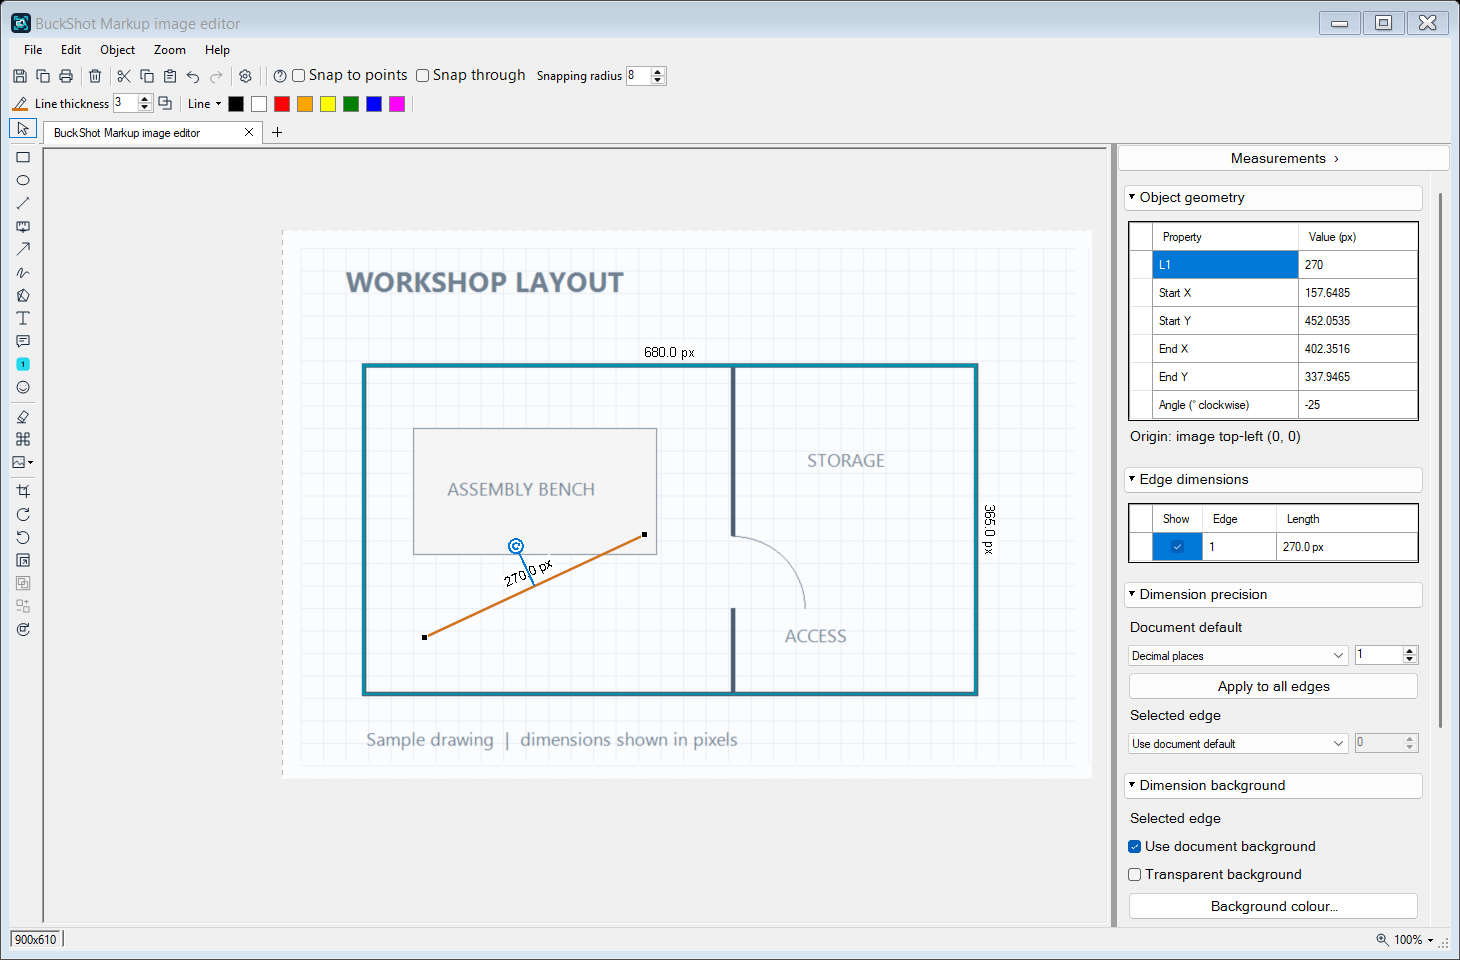 BuckShot Markup image editor
File Edit Object Zoom Help
Snap to points Snap through Snapping radius 8
Line thickness 3 Line
BuckShot Markup image editor
1
WORKSHOP LAYOUT
680.0 px
STORAGE
ASSEMBLY BENCH
365.0 px
270.0 px
ACCESS
Sample drawing | dimensions shown in pixels
Measurements ›
Object geometry
Property Value (px)
L1 270
Start X 157.6485
Start Y 452.0535
End X 402.3516
End Y 337.9465
Angle (° clockwise) -25
Origin: image top-left (0, 0)
Edge dimensions
Show Edge Length
1 270.0 px
Dimension precision
Document default
Decimal places 1
Apply to all edges
Selected edge
Use document default 0
Dimension background
Selected edge
Use document background
Transparent background
Background colour...
900x610
100%